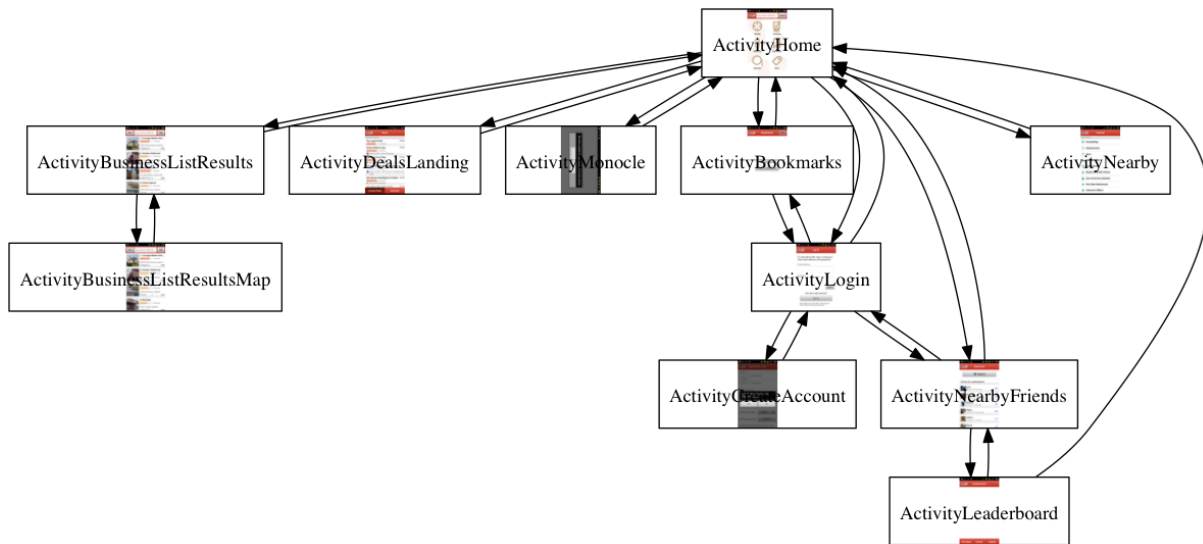 ActivityHome
ActivityBusinessListResults
ActivityDealsLanding
ActivityMonocle
ActivityBookmarks
ActivityNearby
ActivityBusinessListResultsMap
ActivityLogin
ActivityCreateAccount
ActivityNearbyFriends
ActivityLeaderboard